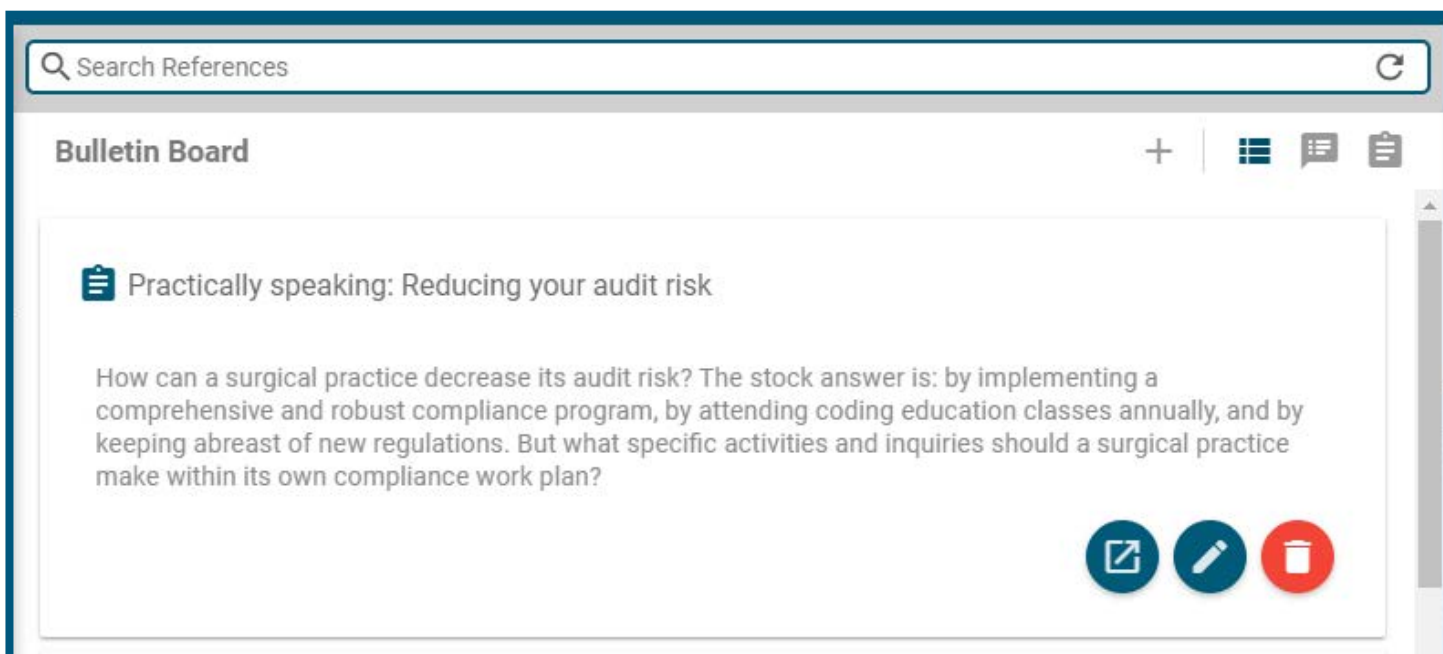 Search References
Bulletin Board
Practically speaking: Reducing your audit risk
How can a surgical practice decrease its audit risk? The stock answer is: by implementing a
comprehensive and robust compliance program, by attending coding education classes annually, and by
keeping abreast of new regulations. But what specific activities and inquiries should a surgical practice
make within its own compliance work plan?